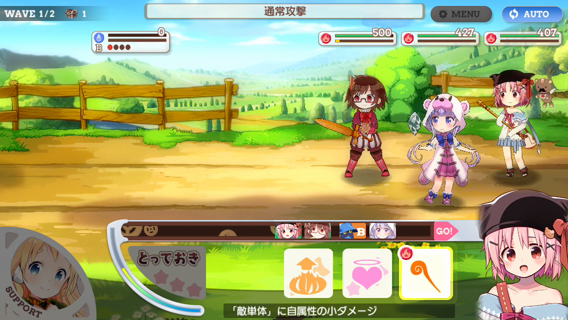 WAVE 1/2 1
通常攻撃
MENU
AUTO
0
B
500
427
407
B
GO!
とっておき
SUPPORT
「敵単体」に自属性の小ダメージ